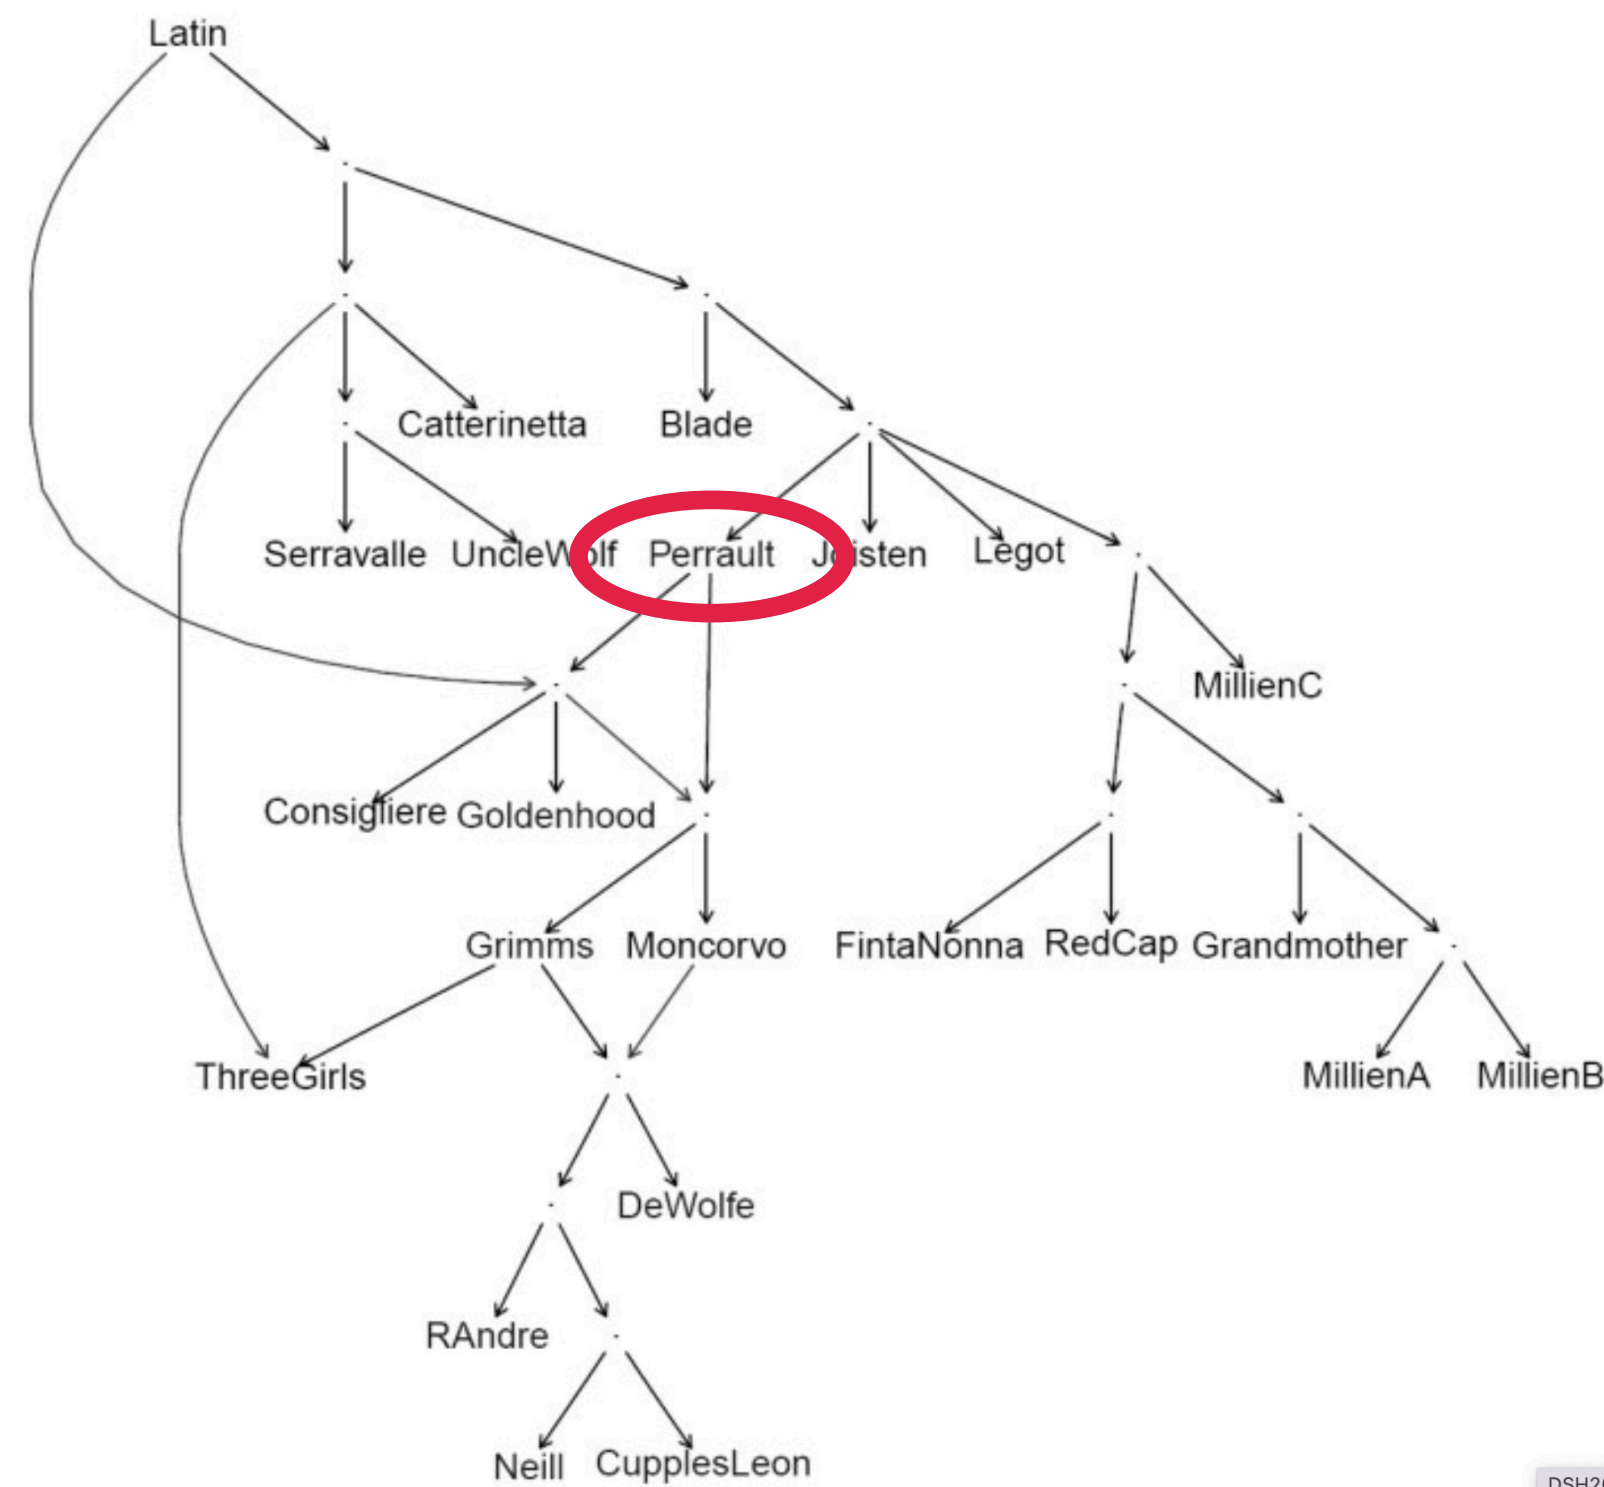 Latin
Catterinetta Blade
Serravalle UncleWolf Perrault Joisten Legot
MillienC
Consigliere Goldenhood
Grimms Moncorvo FintaNonna RedCap Grandmother
ThreeGirls MillienA MillienB
DeWolfe
RAndre
Neill CupplesLeon